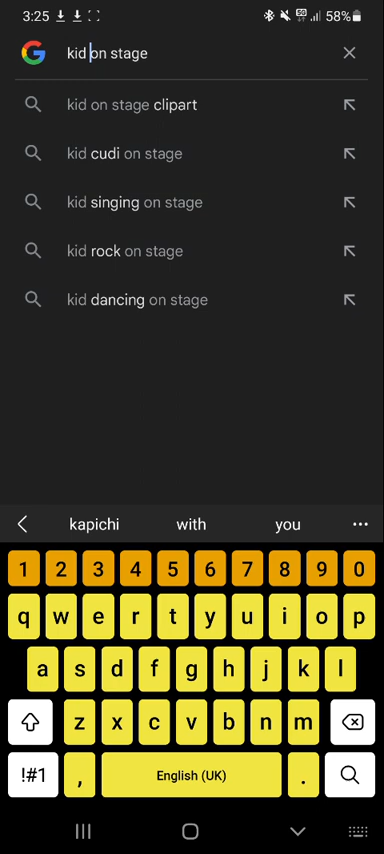 3:25 5G 58%
kid on stage
kid on stage clipart
kid cudi on stage
kid singing on stage
kid rock on stage
kid dancing on stage
kapichi with you
1 2 3 4 5 6 7 8 9 0
q w e r t y u i o p
a s d f g h j k l
z x c v b n m
!#1 , English (UK) .